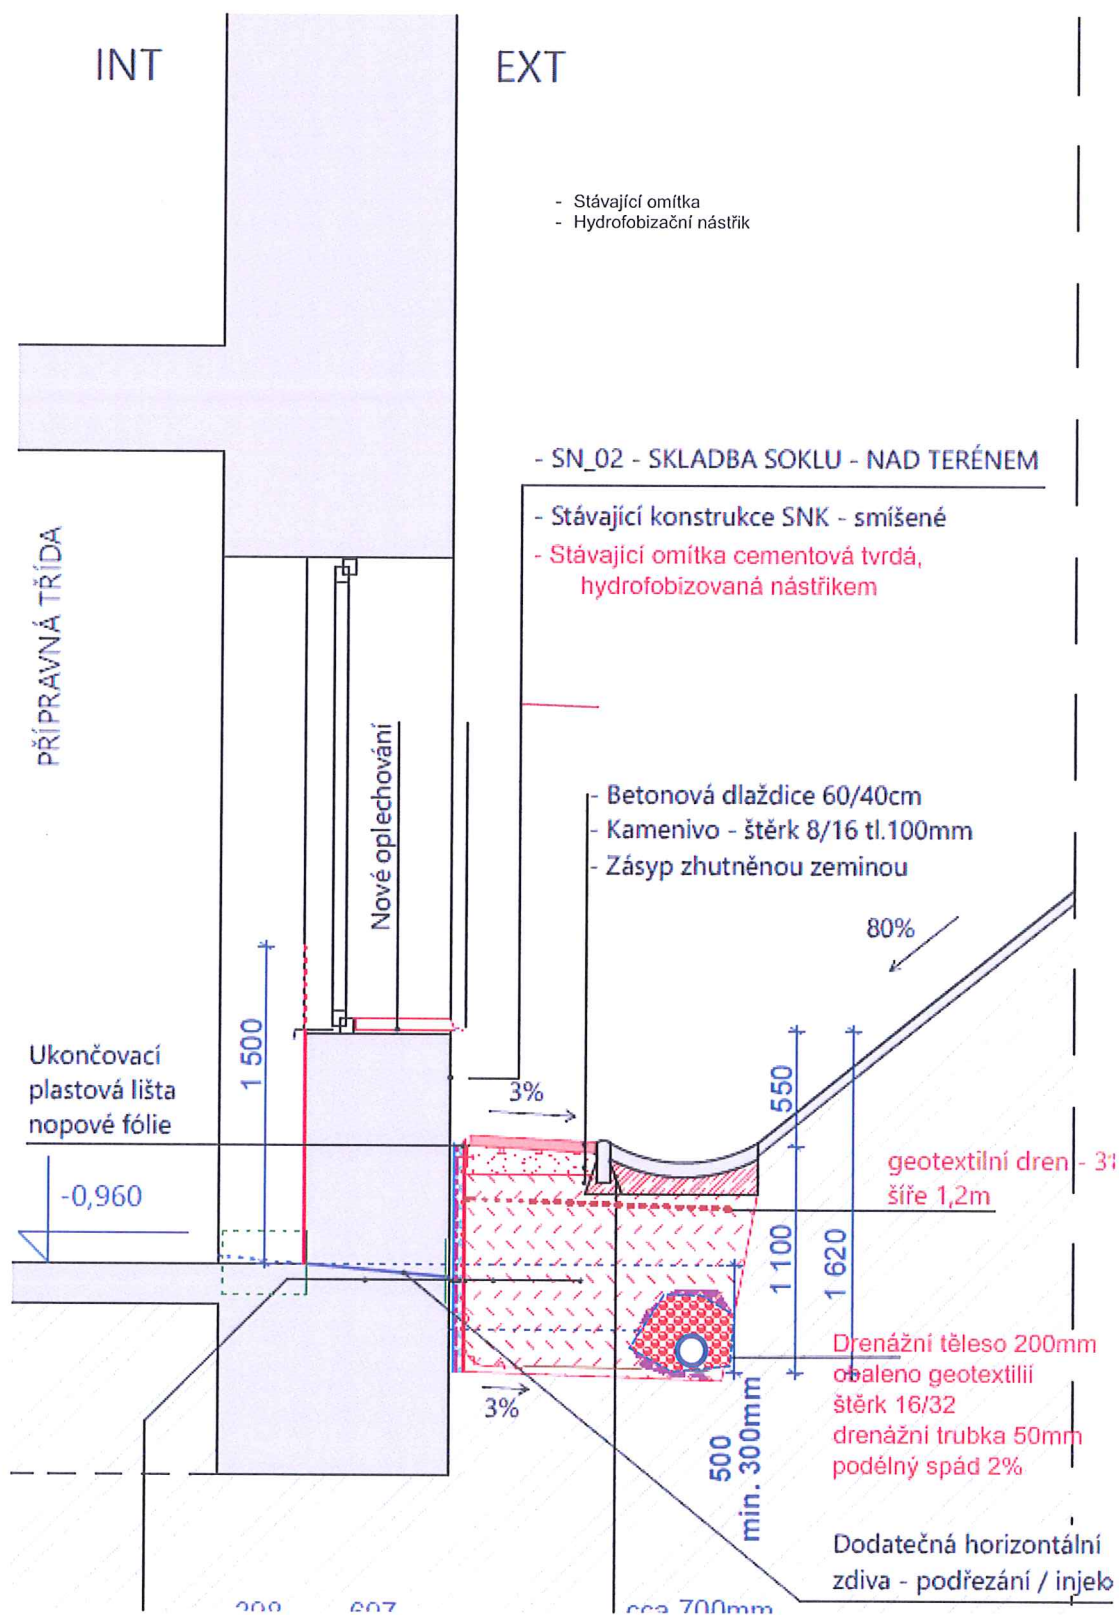 INT
EXT
- Stávající omítka
- Hydrofobizační nástřik
- SN_02 - SKLADBA SOKLU - NAD TERÉNEM
- Stávající konstrukce SNK - smíšené
- Stávající omítka cementová tvrdá,
hydrofobizovaná nástřikem
PŘÍPRAVNÁ TŘÍDA
Nové oplechování
- Betonová dlaždice 60/40cm
- Kamenivo - štěrk 8/16 tl.100mm
- Zásyp zhutněnou zeminou
80%
1 500
Ukončovací
plastová lišta
nopové fólie
3%
550
-0,960
geotextilní dren -
šíře 1,2m
1 100
1 620
Drenážní těleso 200mm
obaleno geotextilií
štěrk 16/32
drenážní trubka 50mm
podélný spád 2%
3%
500
min. 300mm
Dodatečná horizontální
zdiva - podřezání / injek
cca 700mm